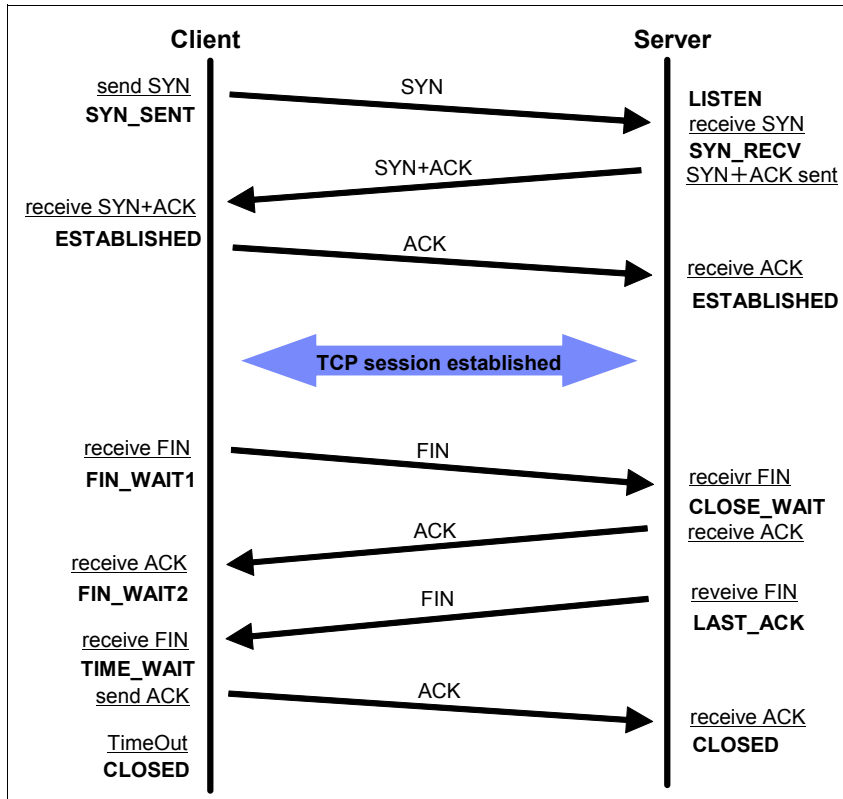 Client
Server
send SYN
SYN_SENT
SYN
LISTEN
receive SYN
SYN_RECV
SYN+ACK sent
SYN+ACK
receive SYN+ACK
ESTABLISHED
ACK
receive ACK
ESTABLISHED
TCP session established
receive FIN
FIN_WAIT1
FIN
receivr FIN
CLOSE_WAIT
receive ACK
ACK
receive ACK
FIN_WAIT2
FIN
reveive FIN
LAST_ACK
receive FIN
TIME_WAIT
send ACK
ACK
receive ACK
CLOSED
TimeOut
CLOSED